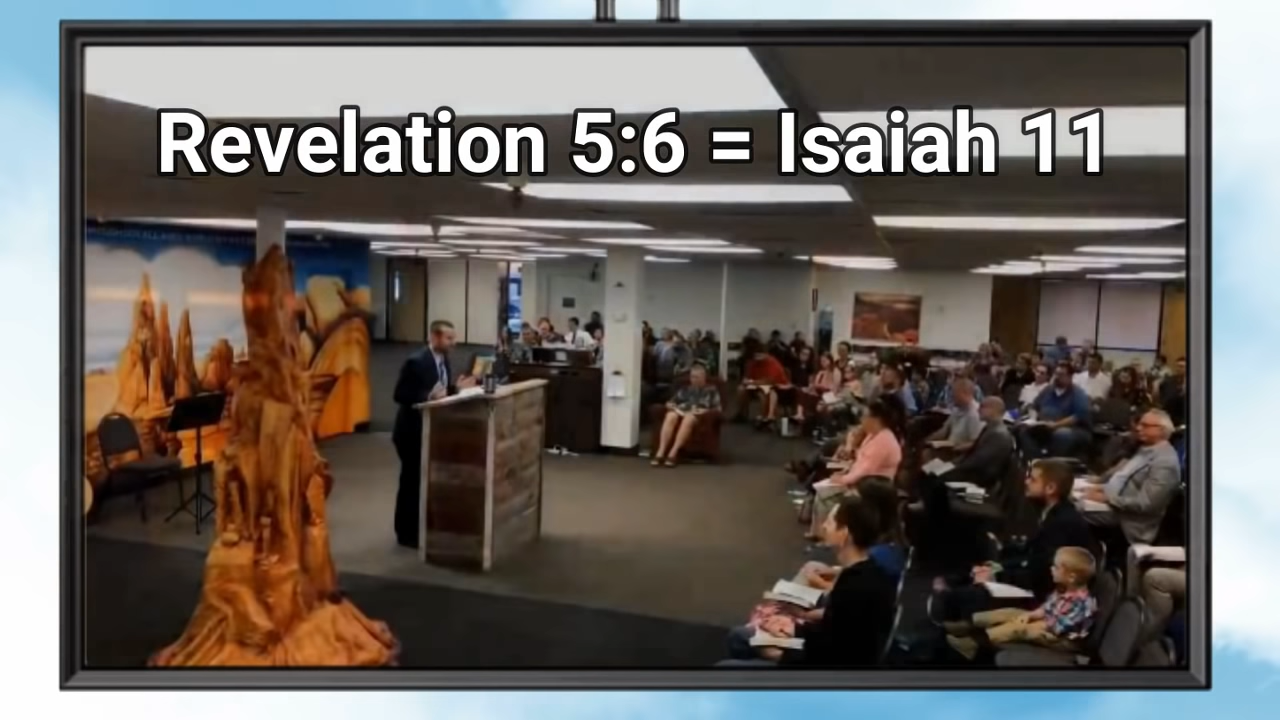 Revelation 5:6 = Isaiah 11